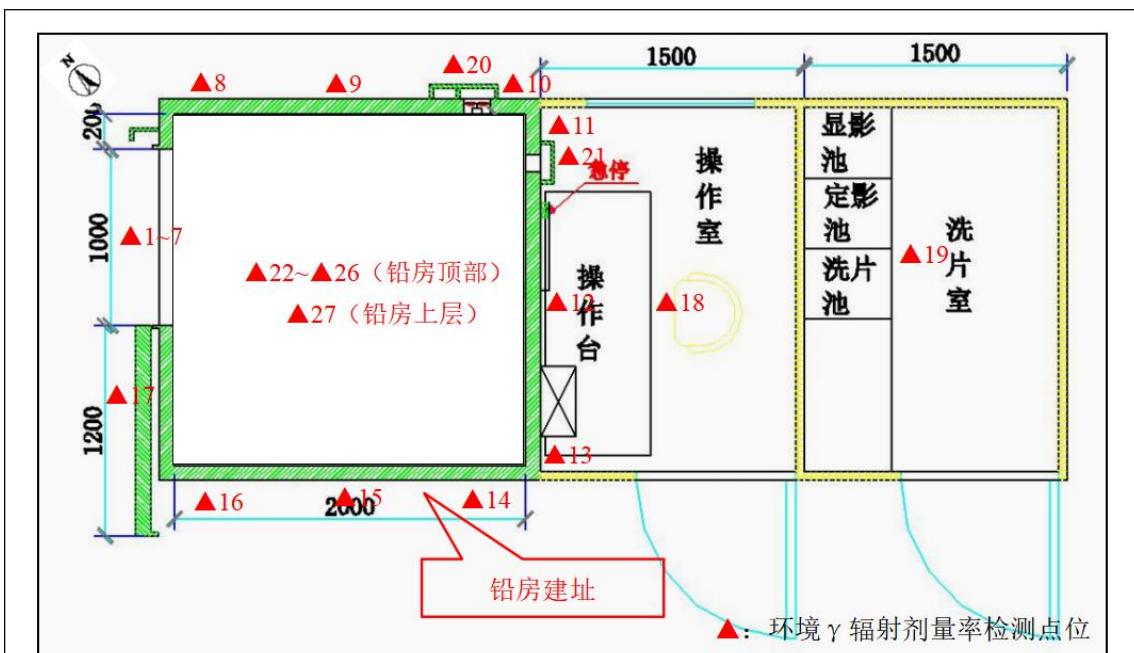 N
▲8
▲9
▲20
▲10
1500
1500
200
▲11
▲21
急停
显影池
定影池
洗片池
操作室
洗片室
1000
▲1~7
▲22~▲26（铅房顶部）
▲27（铅房上层）
▲12
操作台
▲18
▲19
▲17
1200
▲13
▲16
▲15
▲14
2000
铅房建址
▲：环境γ辐射剂量率检测点位